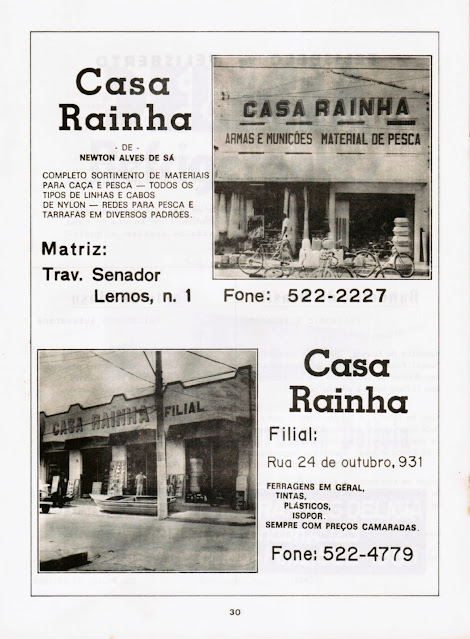 Casa
Rainha
- DE -
NEWTON ALVES DE SÁ
COMPLETO SORTIMENTO DE MATERIAIS
PARA CAÇA E PESCA — TODOS OS
TIPOS DE LINHAS E CABOS
DE NYLON — REDES PARA PESCA E
TARRAFAS EM DIVERSOS PADRÕES.
Matriz:
Trav. Senador
Lemos, n. 1
Fone: 522-2227
CASA RAINHA
ARMAS E MUNIÇÕES MATERIAL DE PESCA
CASA RAINHA FILIAL
Casa
Rainha
Filial:
Rua 24 de outubro, 931
FERRAGENS EM GERAL,
TINTAS,
PLÁSTICOS,
ISOPOR.
SEMPRE COM PREÇOS CAMARADAS.
Fone: 522-4779
30